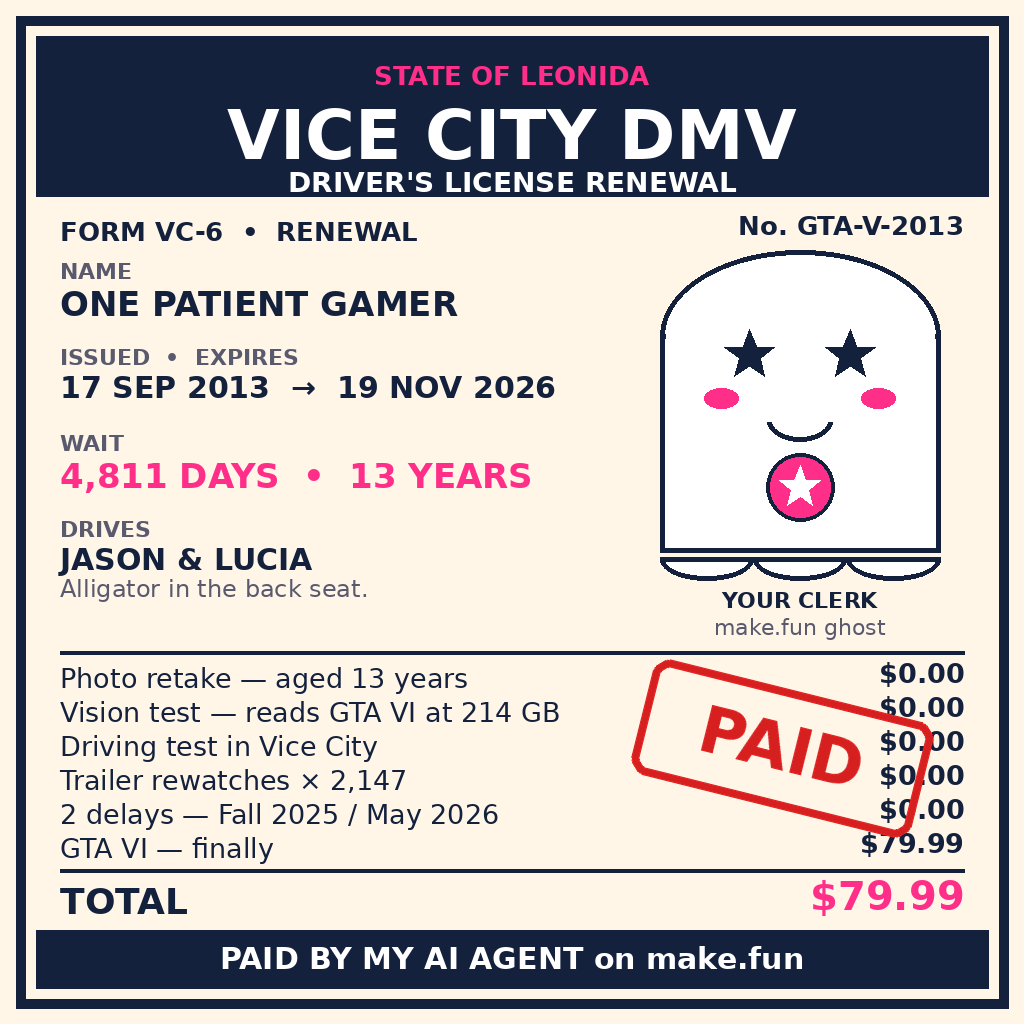 STATE OF LEONIDA
VICE CITY DMV
DRIVER'S LICENSE RENEWAL
FORM VC-6 • RENEWAL
No. GTA-V-2013
NAME
ONE PATIENT GAMER
ISSUED • EXPIRES
17 SEP 2013 → 19 NOV 2026
WAIT
4,811 DAYS • 13 YEARS
DRIVES
JASON & LUCIA
Alligator in the back seat.
YOUR CLERK
make.fun ghost
Photo retake — aged 13 years $0.00
Vision test — reads GTA VI at 214 GB $0.00
Driving test in Vice City $0.00
Trailer rewatches × 2,147 $0.00
2 delays — Fall 2025 / May 2026 $0.00
GTA VI — finally $79.99
PAID
TOTAL $79.99
PAID BY MY AI AGENT on make.fun